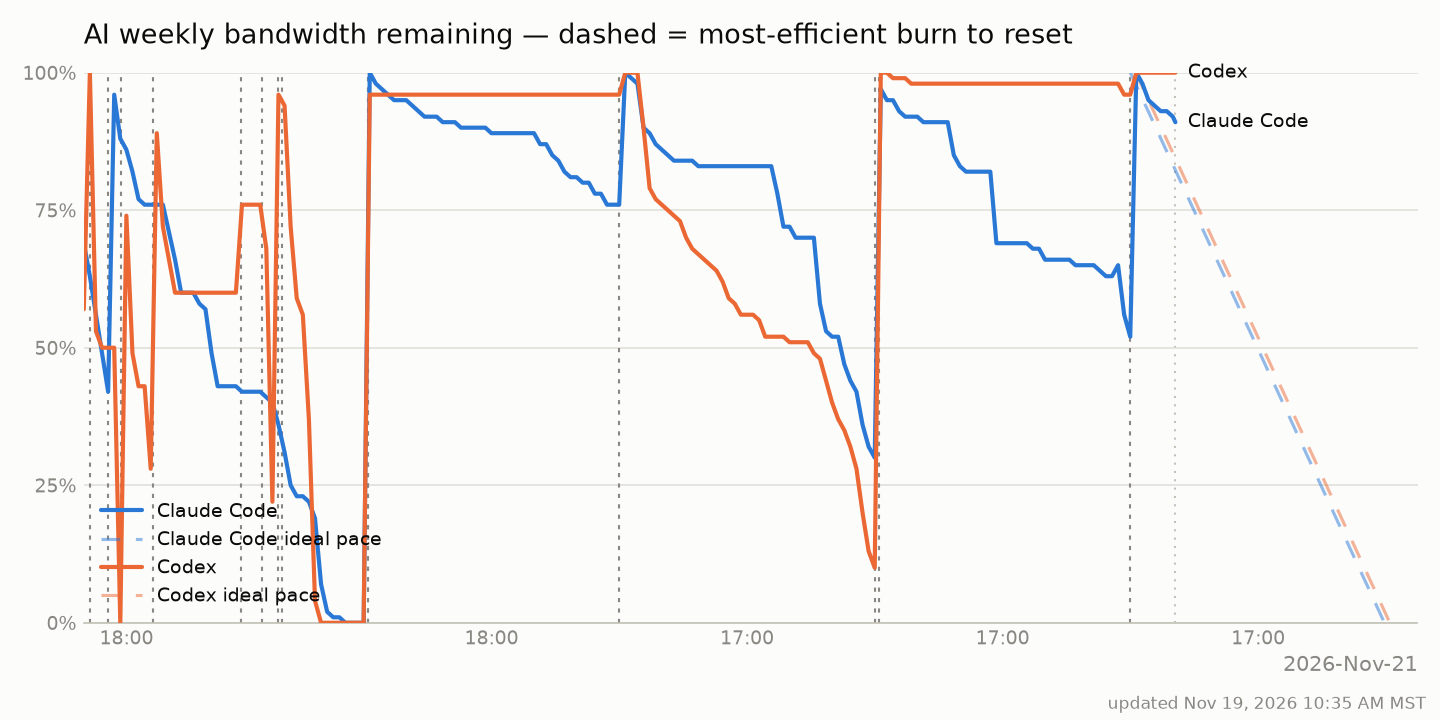 AI weekly bandwidth remaining — dashed = most-efficient burn to reset
100%
75%
50%
25%
0%
Codex
Claude Code
Claude Code
Claude Code ideal pace
Codex
Codex ideal pace
18:00
18:00
17:00
17:00
17:00
2026-Nov-21
updated Nov 19, 2026 10:35 AM MST